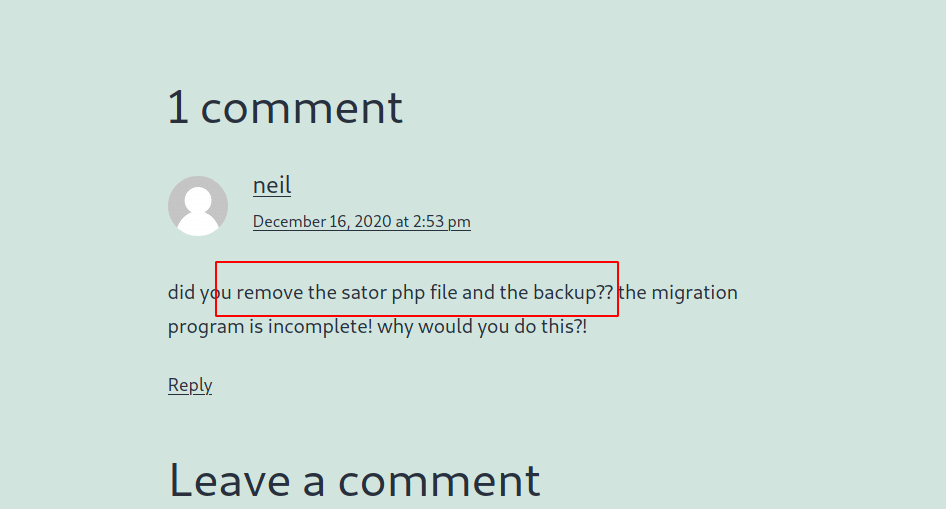 1 comment
neil
December 16, 2020 at 2:53 pm
did you remove the sator php file and the backup?? the migration
program is incomplete! why would you do this?!
Reply
Leave a comment